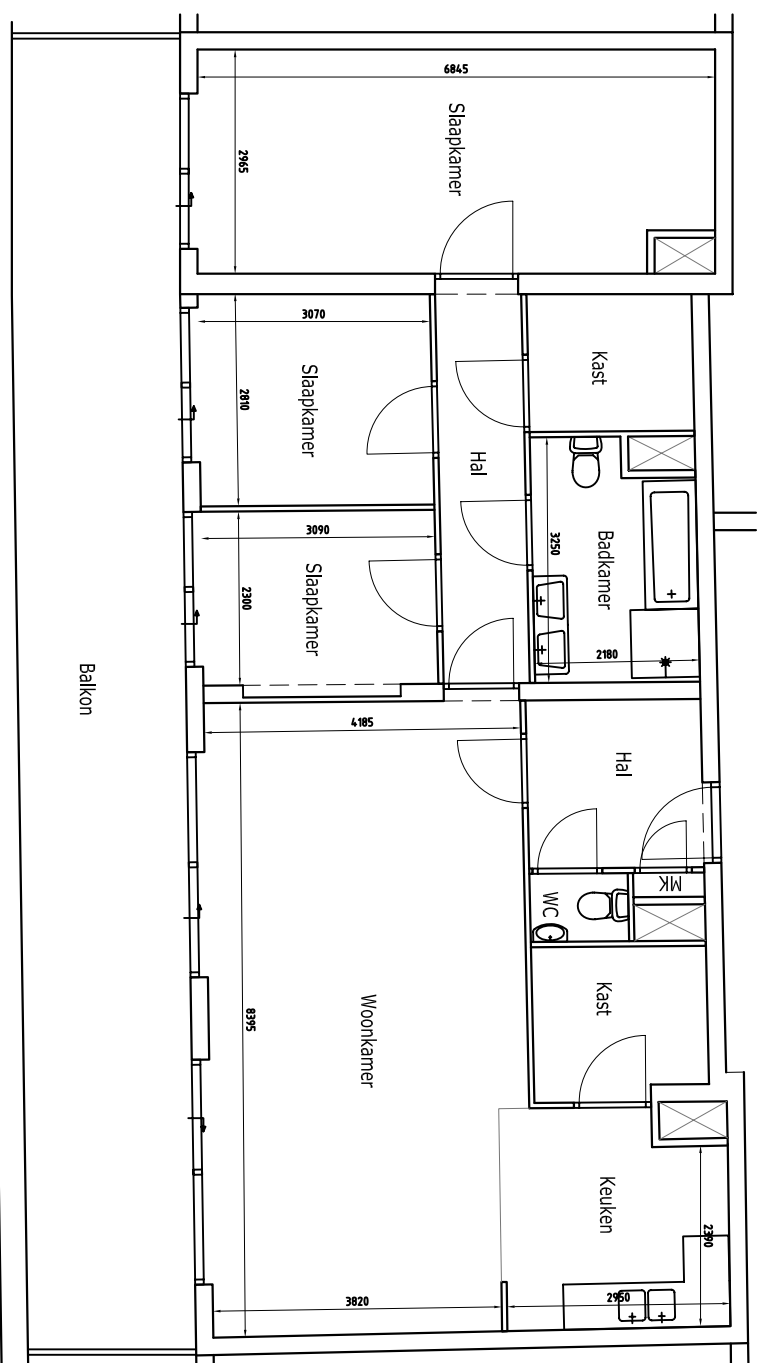 6845
Slaapkamer
2965
3070
Slaapkamer
2810
Kast
Hal
3250
Badkamer
2180
3090
Slaapkamer
2300
Balkon
4185
Hal
MK
WC
Kast
8395
Woonkamer
Keuken
2390
3820
2950